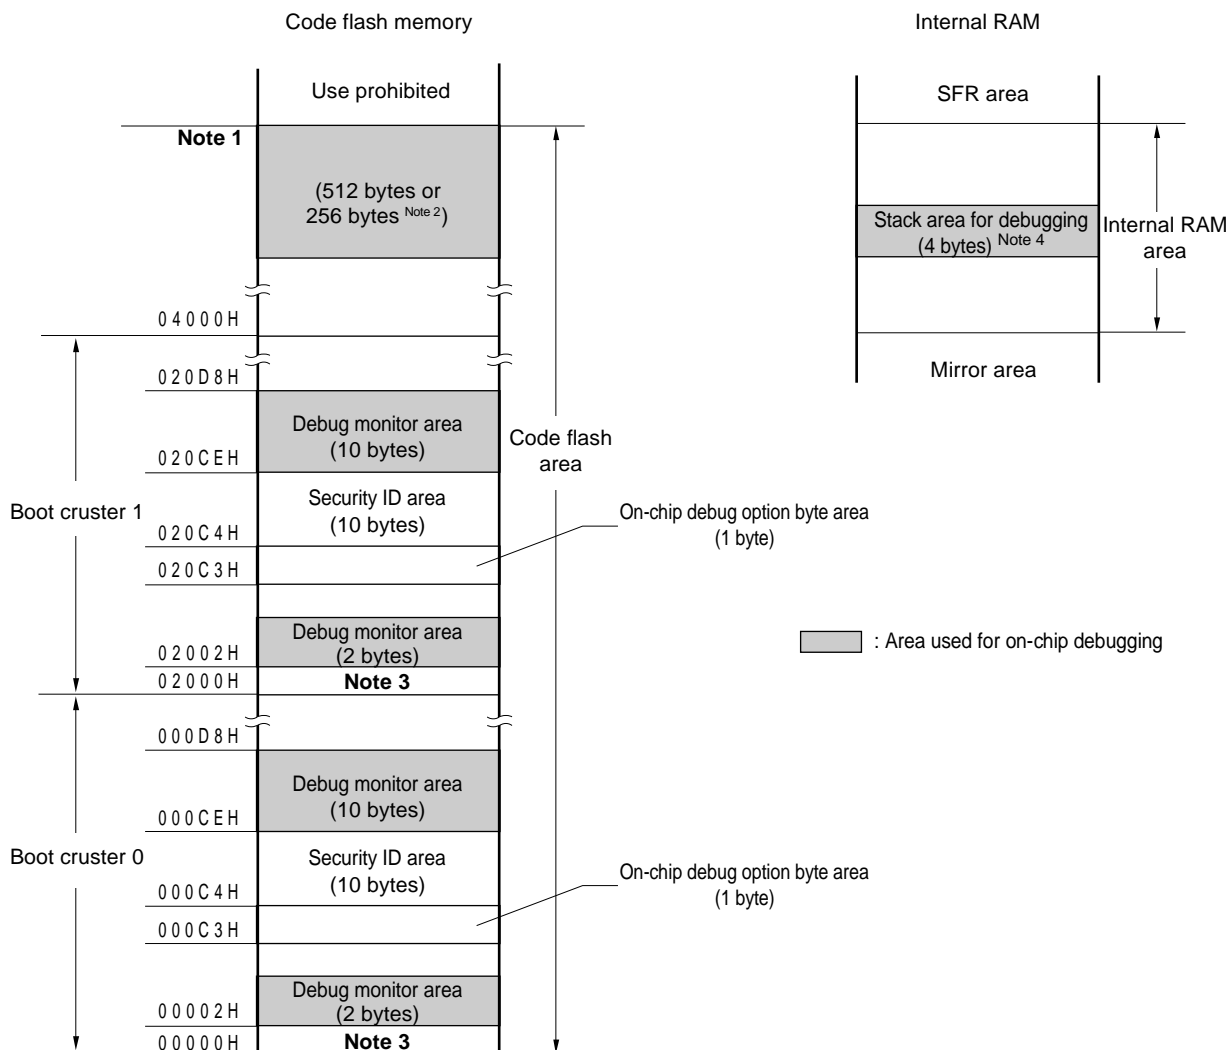 Code flash memory
Internal RAM
Use prohibited
SFR area
Note 1
(512 bytes or
256 bytes Note 2)
Stack area for debugging
(4 bytes) Note 4
Internal RAM
area
04000H
Mirror area
020D8H
Debug monitor area
(10 bytes)
Code flash
area
020CEH
Security ID area
(10 bytes)
On-chip debug option byte area
(1 byte)
Boot cruster 1
020C4H
020C3H
Debug monitor area
(2 bytes)
: Area used for on-chip debugging
02002H
02000H
Note 3
000D8H
Debug monitor area
(10 bytes)
000CEH
Boot cruster 0
Security ID area
(10 bytes)
On-chip debug option byte area
(1 byte)
000C4H
000C3H
Debug monitor area
(2 bytes)
00002H
00000H
Note 3